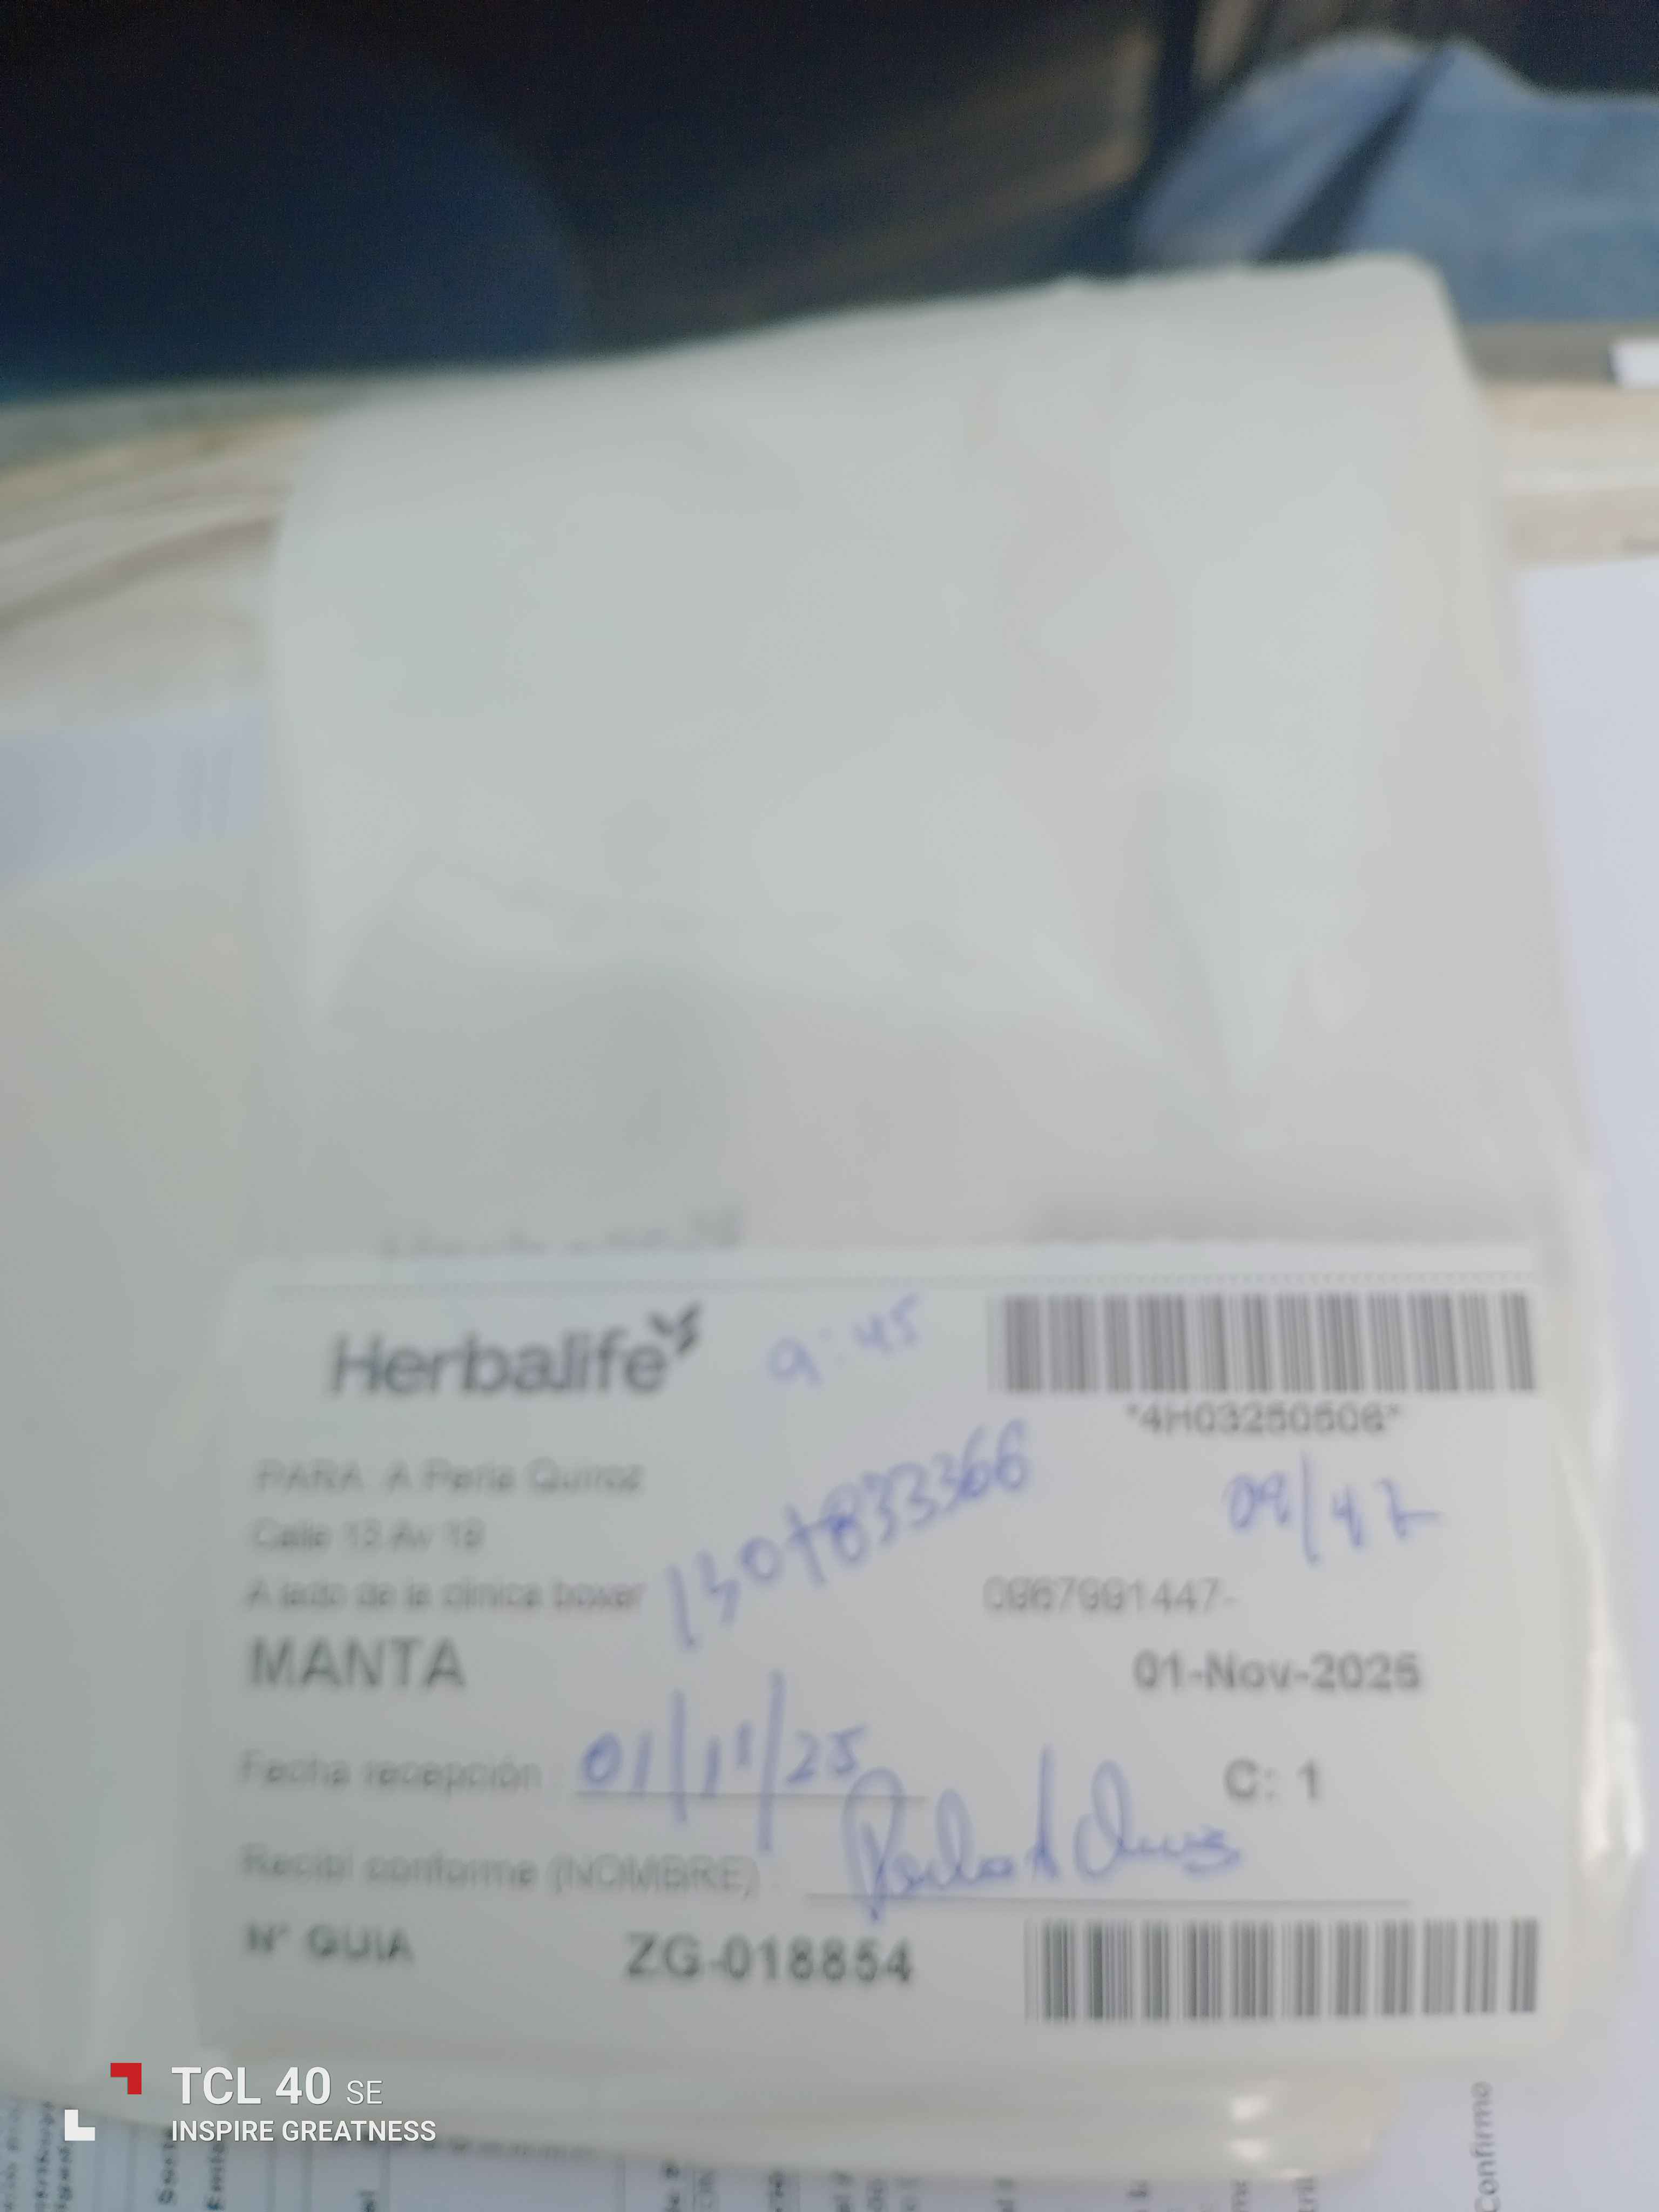 Herbalife
9:45
*4H03250506*
PARA: A Perla Quiroz
Calle 13 Av 19
09/47
A lado de la clinica boxer
1307833366
0967991447-
MANTA
01-Nov-2025
Fecha recepción : 01/11/25
C: 1
Recibí conforme (NOMBRE) :
N° GUIA
ZG-018854
TCL 40 SE
INSPIRE GREATNESS
Confirmo